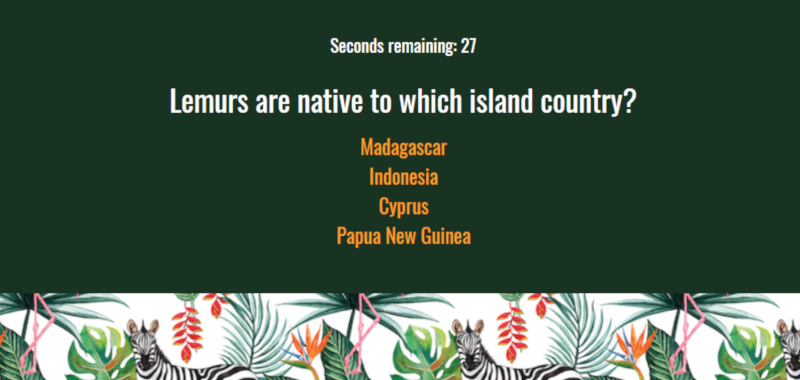 Seconds remaining: 27
Lemurs are native to which island country?
Madagascar
Indonesia
Cyprus
Papua New Guinea